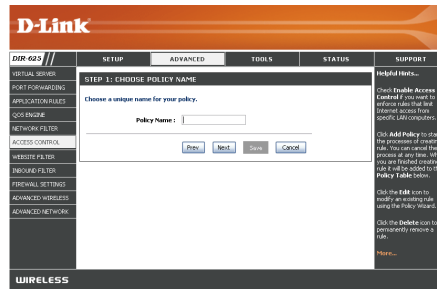 D-Link
DIR-625
SETUP
ADVANCED
TOOLS
STATUS
SUPPORT
VIRTUAL SERVER
PORT FORWARDING
APPLICATION RULES
QOS ENGINE
NETWORK FILTER
ACCESS CONTROL
WEBSITE FILTER
INBOUND FILTER
FIREWALL SETTINGS
ADVANCED WIRELESS
ADVANCED NETWORK
STEP 1: CHOOSE POLICY NAME
Choose a unique name for your policy.
Policy Name :
Prev
Next
Save
Cancel
Helpful Hints...
Check Enable Access
Control if you want to
enforce rules that limit
Internet access from
specific LAN computers.
Click Add Policy to star
the processes of creatin
rule. You can cancel the
process at any time. Wh
you are finished creating
rule it will be added to th
Policy Table below.
Click the Edit icon to
modify an existing rule
using the Policy Wizard.
Click the Delete icon to
permanently remove a
rule.
More...
WIRELESS